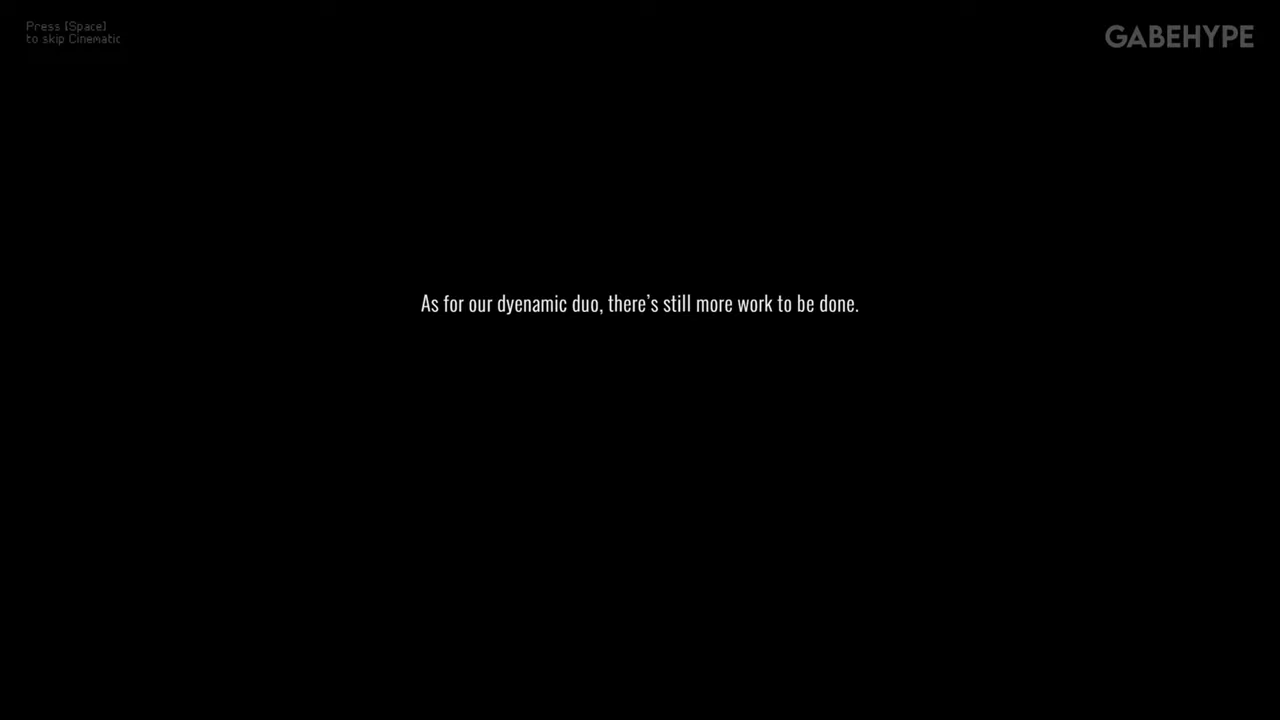 Press [Space]
to skip Cinematic
GABEHYPE
As for our dyenamic duo, there's still more work to be done.